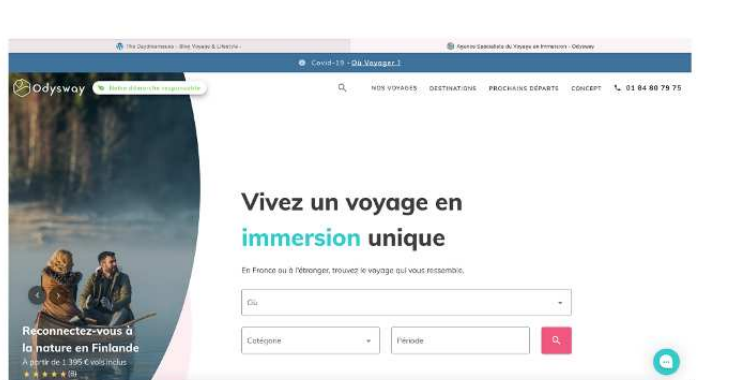 The Daydreameuse - Blog Voyage & Lifestyle -
Agence Spécialiste du Voyage en Immersion - Odysway
Covid-19 - Où Voyager ?
Odysway
Notre démarche responsable
NOS VOYAGES
DESTINATIONS
PROCHAINS DÉPARTS
CONCEPT
01 84 80 79 75
Vivez un voyage en
immersion unique
En France ou à l'étranger, trouvez le voyage qui vous ressemble.
Où
Catégorie
Période
Reconnectez-vous à
la nature en Finlande
À partir de 1 395 € vols inclus
(8)